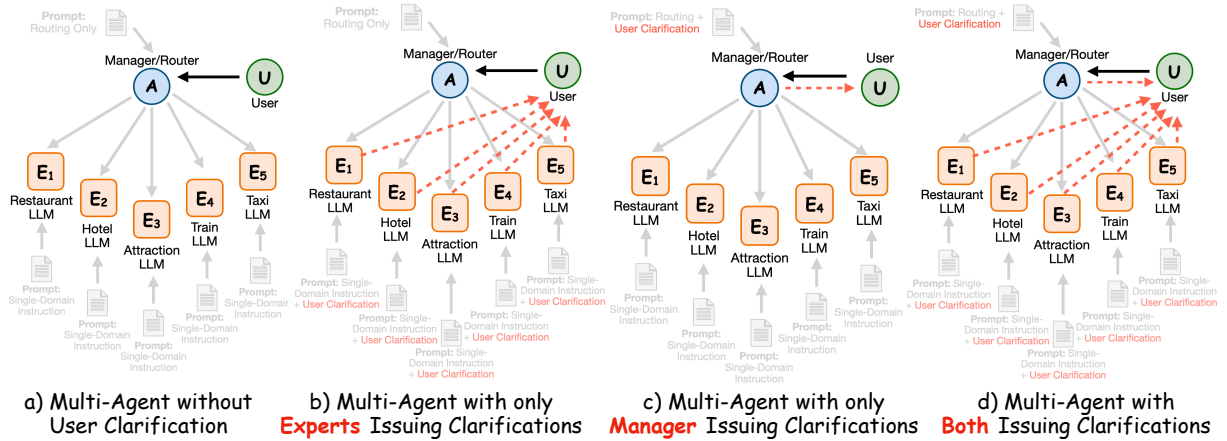 Prompt:
Routing Only
Manager/Router
A
U
User
E1
Restaurant
LLM
E2
Hotel
LLM
E3
Attraction
LLM
E4
Train
LLM
E5
Taxi
LLM
Prompt:
Single-Domain
Instruction
Prompt:
Single-Domain
Instruction
Prompt:
Single-Domain
Instruction
Prompt:
Single-Domain
Instruction
Prompt:
Single-Domain
Instruction
a) Multi-Agent without
User Clarification
Prompt:
Routing Only
Manager/Router
A
U
User
E1
Restaurant
LLM
E2
Hotel
LLM
E3
Attraction
LLM
E4
Train
LLM
E5
Taxi
LLM
Prompt: Single-
Domain Instruction
+ User Clarification
Prompt: Single-
Domain Instruction
+ User Clarification
Prompt: Single-
Domain Instruction
+ User Clarification
Prompt: Single-
Domain Instruction
+ User Clarification
Prompt: Single-
Domain Instruction
+ User Clarification
b) Multi-Agent with only
Experts Issuing Clarifications
Prompt: Routing +
User Clarification
Manager/Router
A
User
U
E1
Restaurant
LLM
E2
Hotel
LLM
E3
Attraction
LLM
E4
Train
LLM
E5
Taxi
LLM
Prompt:
Single-Domain
Instruction
Prompt:
Single-Domain
Instruction
Prompt:
Single-Domain
Instruction
Prompt:
Single-Domain
Instruction
Prompt:
Single-Domain
Instruction
c) Multi-Agent with only
Manager Issuing Clarifications
Prompt: Routing +
User Clarification
Manager/Router
A
U
User
E1
Restaurant
LLM
E2
Hotel
LLM
E3
Attraction
LLM
E4
Train
LLM
E5
Taxi
LLM
Prompt: Single-
Domain Instruction
+ User Clarification
Prompt: Single-
Domain Instruction
+ User Clarification
Prompt: Single-
Domain Instruction
+ User Clarification
Prompt: Single-
Domain Instruction
+ User Clarification
Prompt: Single-
Domain Instruction
+ User Clarification
d) Multi-Agent with
Both Issuing Clarifications